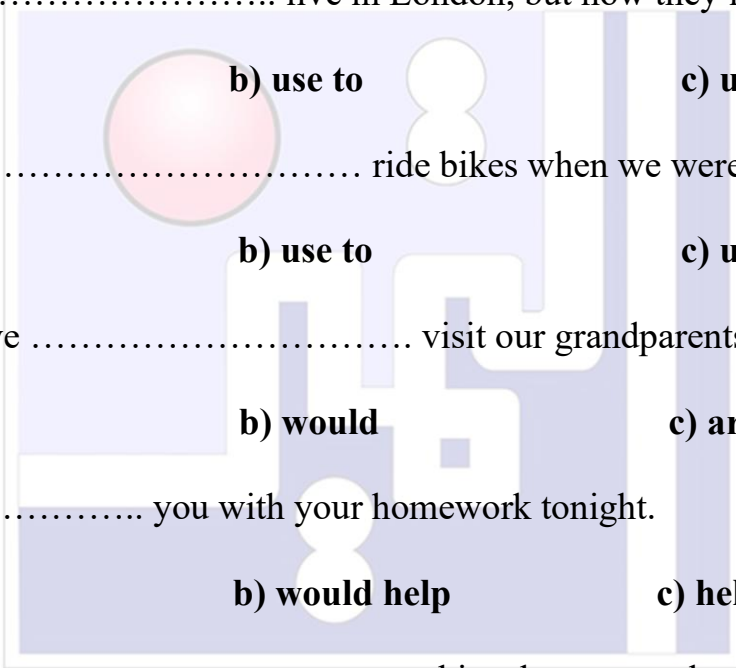 ………………………….. live in London, but now they
b) use to c) u
………………………… ride bikes when we were
b) use to c) u
ve …………………………. visit our grandparents
b) would c) ar
………….. you with your homework tonight.
b) would help c) hel